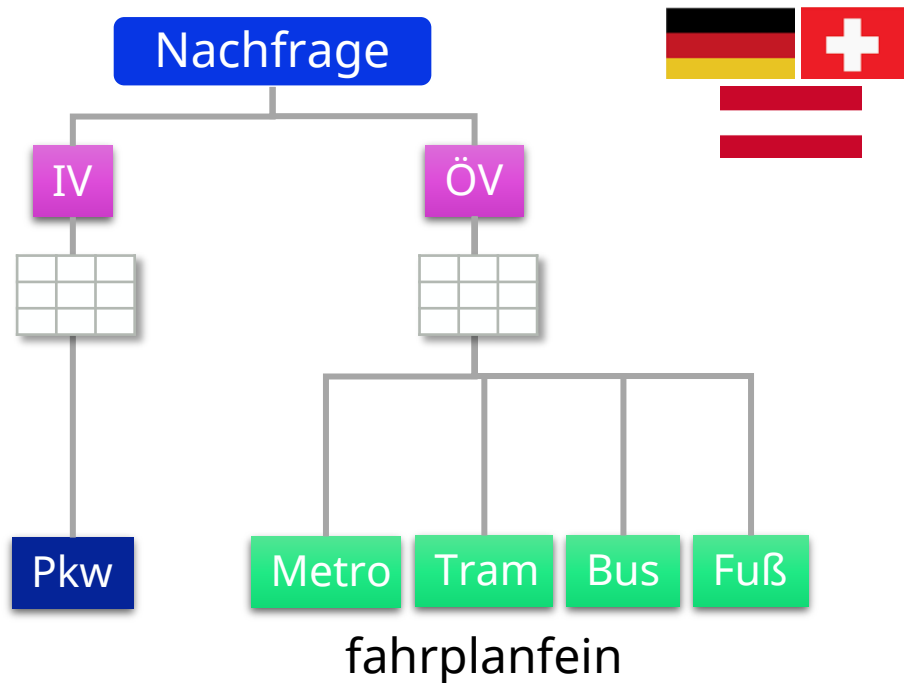 Nachfrage
IV
ÖV
Pkw
Metro
Tram
Bus
Fuß
fahrplanfein